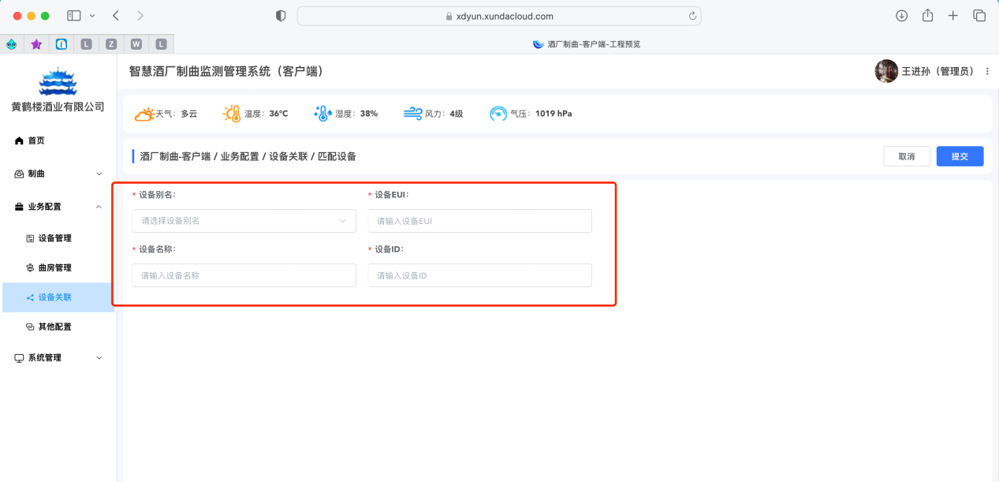 xdyun.xundacloud.com
L
Z
W
L
酒厂制曲-客户端-工程预览
黄鹤楼酒业有限公司
智慧酒厂制曲监测管理系统（客户端）
王进孙（管理员）
天气： 多云
温度： 36℃
湿度： 38%
风力： 4级
气压： 1019 hPa
首页
制曲
业务配置
设备管理
曲房管理
设备关联
其他配置
系统管理
酒厂制曲-客户端 / 业务配置 / 设备关联 / 匹配设备
取消
提交
* 设备别名：
请选择设备别名
* 设备EUI：
请输入设备EUI
* 设备名称：
请输入设备名称
* 设备ID：
请输入设备ID